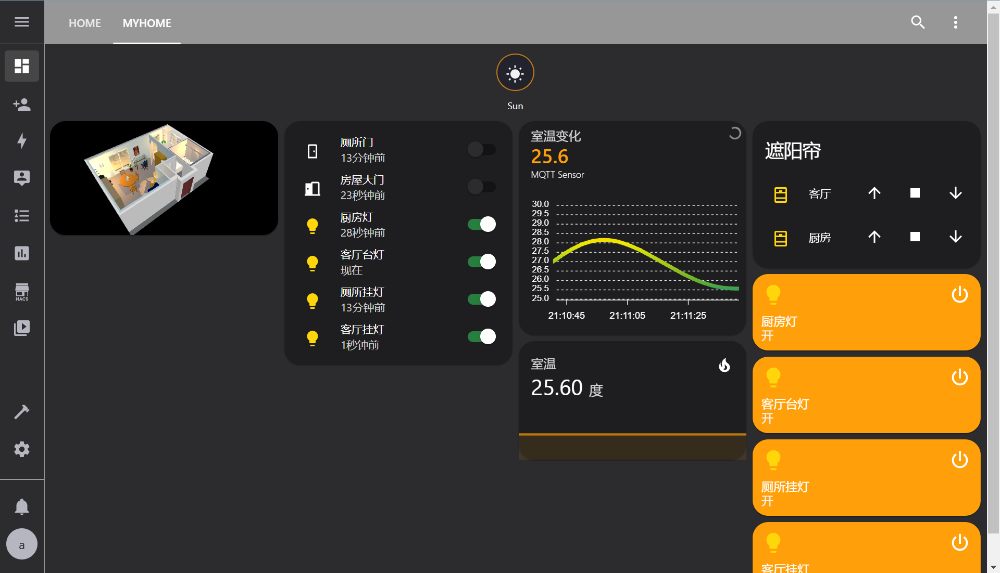 HOME
MYHOME
Sun
厕所门
13分钟前
房屋大门
23秒钟前
厨房灯
28秒钟前
客厅台灯
现在
厕所挂灯
13分钟前
客厅挂灯
1秒钟前
室温变化
25.6
MQTT Sensor
30.0
29.5
29.0
28.5
28.0
27.5
27.0
26.5
26.0
25.5
25.0
21:10:45
21:11:05
21:11:25
室温
25.60 度
遮阳帘
客厅
厨房
厨房灯
开
客厅台灯
开
厕所挂灯
开
客厅挂灯
HACS
a